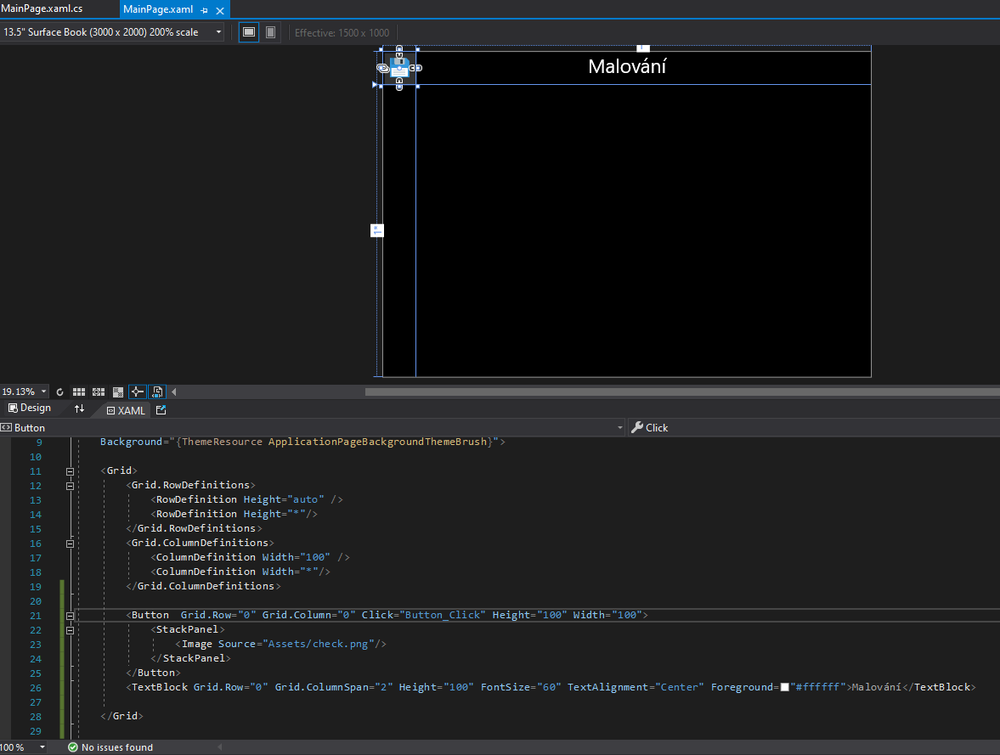 MainPage.xaml.cs
MainPage.xaml
13.5" Surface Book (3000 x 2000) 200% scale
Effective: 1500 x 1000
Malování
19.13%
Design
XAML
Button
Click
9 Background="{ThemeResource ApplicationPageBackgroundThemeBrush}">
10
11 <Grid>
12 <Grid.RowDefinitions>
13 <RowDefinition Height="auto" />
14 <RowDefinition Height="*"/>
15 </Grid.RowDefinitions>
16 <Grid.ColumnDefinitions>
17 <ColumnDefinition Width="100" />
18 <ColumnDefinition Width="*"/>
19 </Grid.ColumnDefinitions>
20
21 <Button  Grid.Row="0" Grid.Column="0" Click="Button_Click" Height="100" Width="100">
22 <StackPanel>
23 <Image Source="Assets/check.png"/>
24 </StackPanel>
25 </Button>
26 <TextBlock Grid.Row="0" Grid.ColumnSpan="2" Height="100" FontSize="60" TextAlignment="Center" Foreground="#ffffff">Malování</TextBlock>
27
28 </Grid>
29
100 %
No issues found